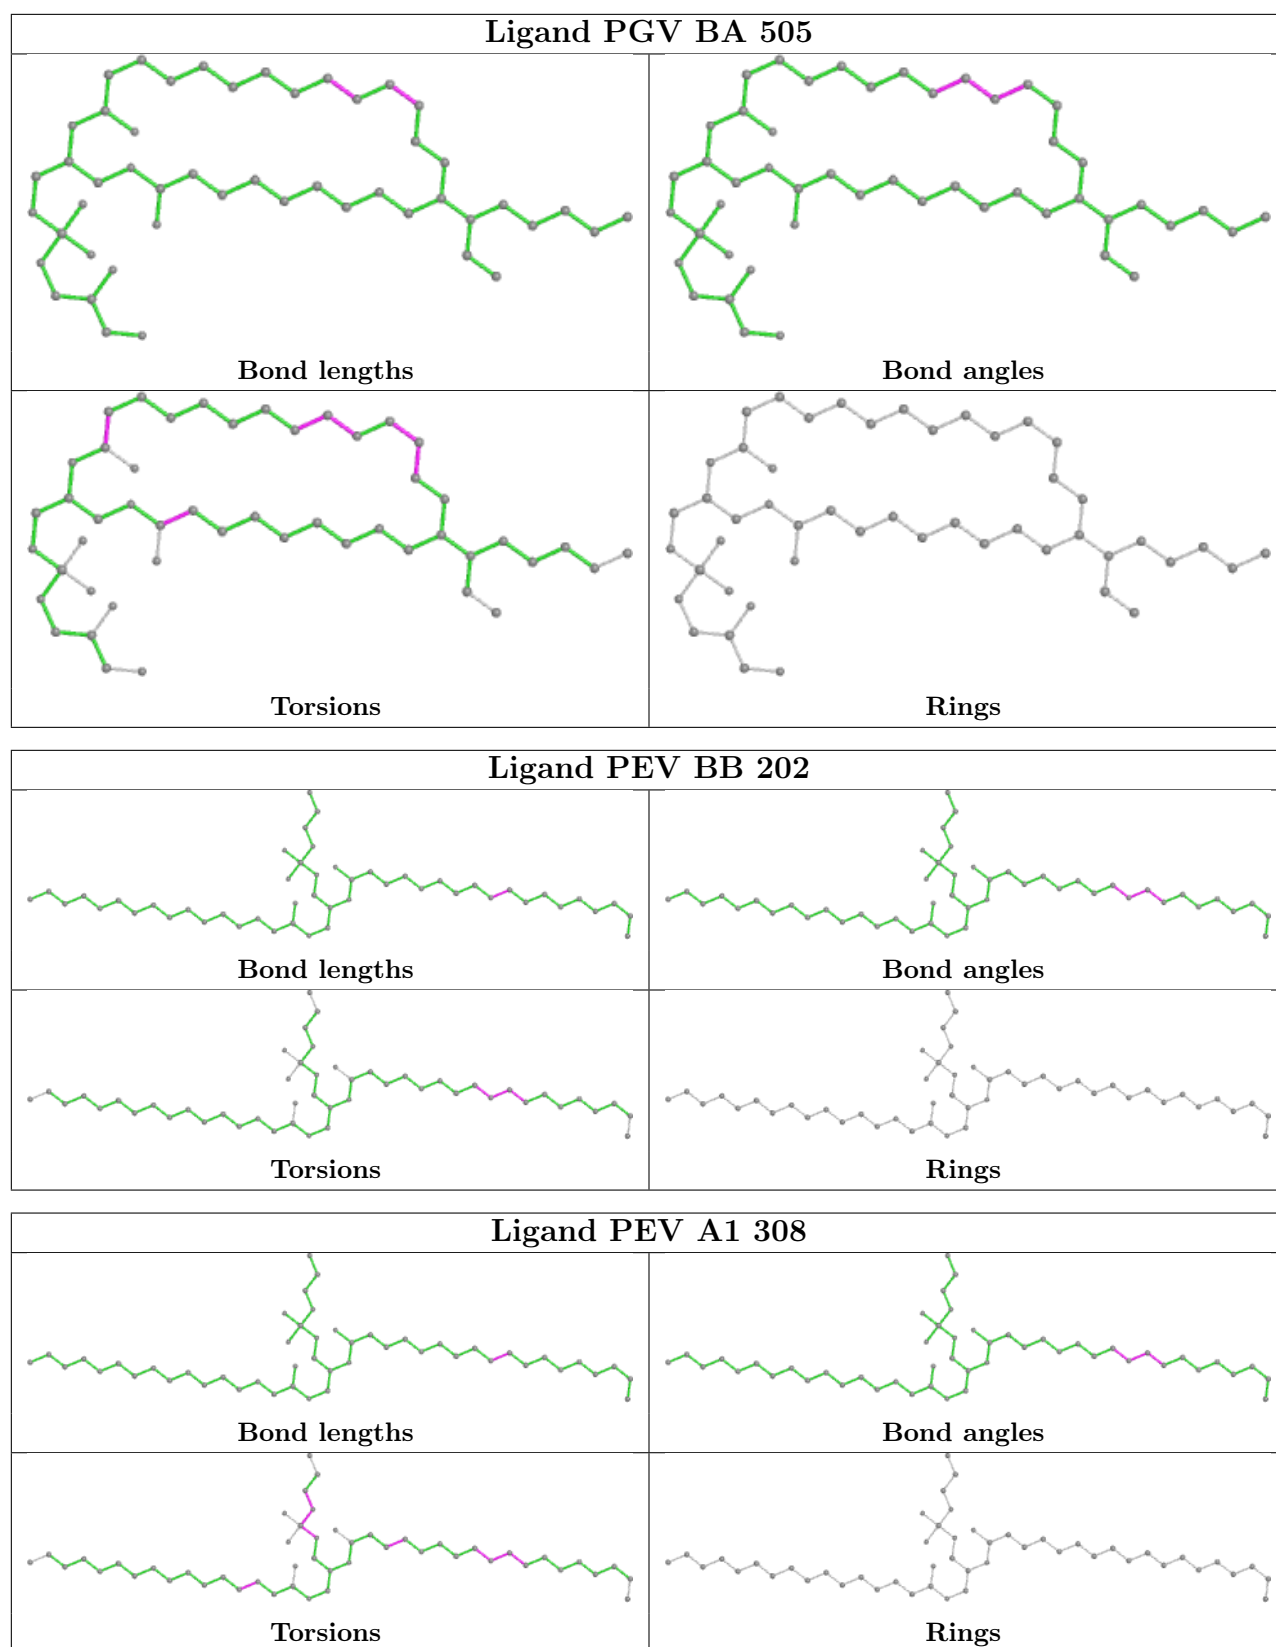 Ligand PGV BA 505
Bond lengths
Bond angles
Torsions
Rings
Ligand PEV BB 202
Bond lengths
Bond angles
Torsions
Rings
Ligand PEV A1 308
Bond lengths
Bond angles
Torsions
Rings